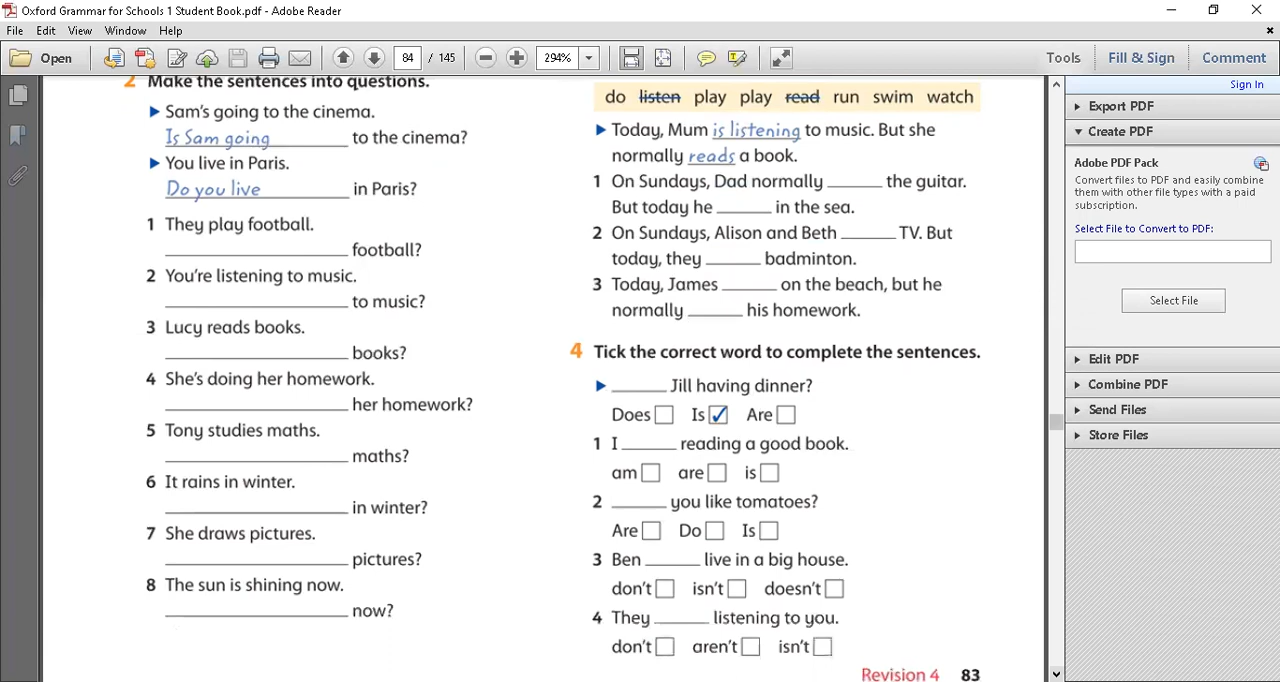 Oxford Grammar for Schools 1 Student Book.pdf - Adobe Reader
File Edit View Window Help
Open 84 / 145 294% Tools Fill & Sign Comment
2 Make the sentences into questions.
Sam's going to the cinema.
Is Sam going to the cinema?
You live in Paris.
Do you live in Paris?
1 They play football.
football?
2 You're listening to music.
to music?
3 Lucy reads books.
books?
4 She's doing her homework.
her homework?
5 Tony studies maths.
maths?
6 It rains in winter.
in winter?
7 She draws pictures.
pictures?
8 The sun is shining now.
now?
do listen play play read run swim watch
Today, Mum is listening to music. But she
normally reads a book.
1 On Sundays, Dad normally ______ the guitar.
But today he ______ in the sea.
2 On Sundays, Alison and Beth ______ TV. But
today, they ______ badminton.
3 Today, James ______ on the beach, but he
normally ______ his homework.
4 Tick the correct word to complete the sentences.
______ Jill having dinner?
Does Is ✓ Are
1 I ______ reading a good book.
am are is
2 ______ you like tomatoes?
Are Do Is
3 Ben ______ live in a big house.
don't isn't doesn't
4 They ______ listening to you.
don't aren't isn't
Revision 4 83
Sign In
Export PDF
Create PDF
Adobe PDF Pack
Convert files to PDF and easily combine
them with other file types with a paid
subscription.
Select File to Convert to PDF:
Select File
Edit PDF
Combine PDF
Send Files
Store Files